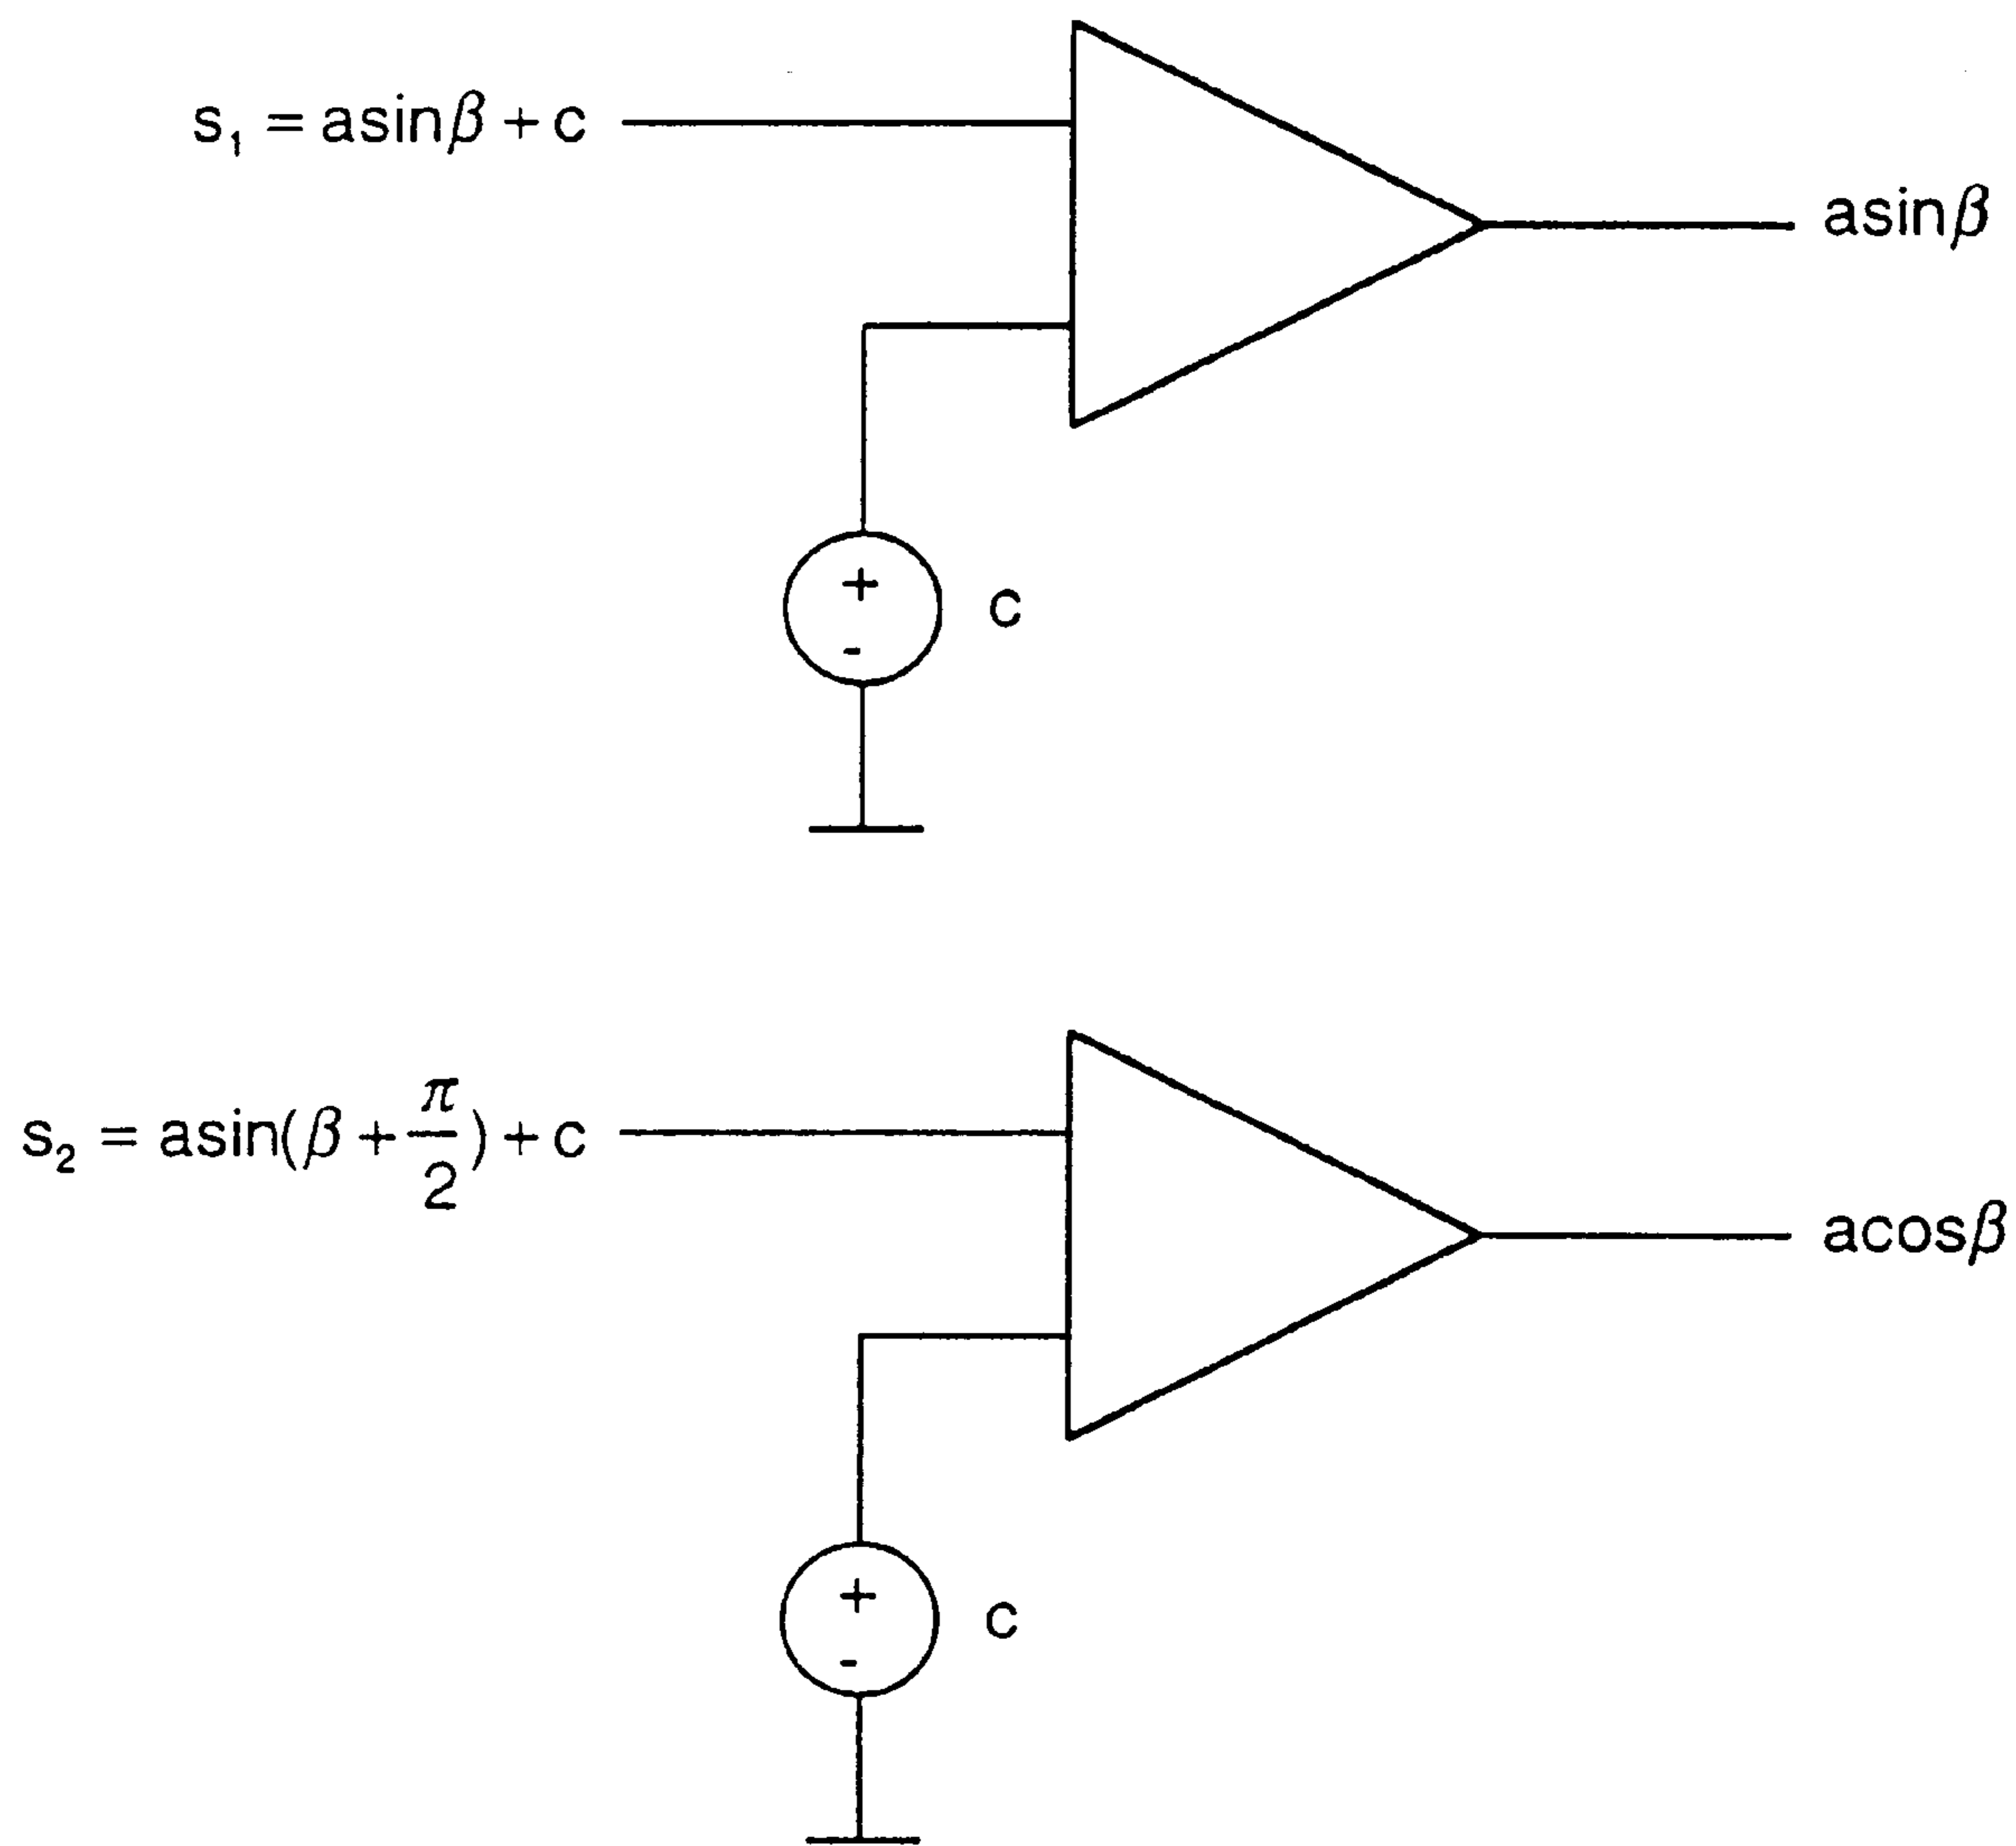 s₁ = asinβ + c
asinβ
+
-
c
s₂ = asin(β + π/2) + c
acosβ
+
-
c